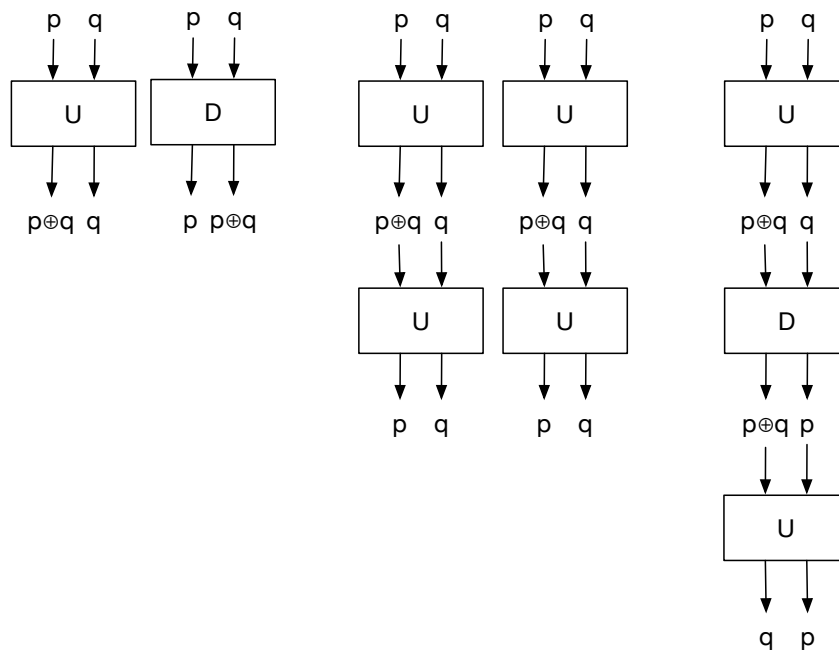 p q p q p q p q p q
U D U U U
p⊕q q p p⊕q p⊕q q p⊕q q p⊕q q
U U D
p q p q p⊕q p
U
q p